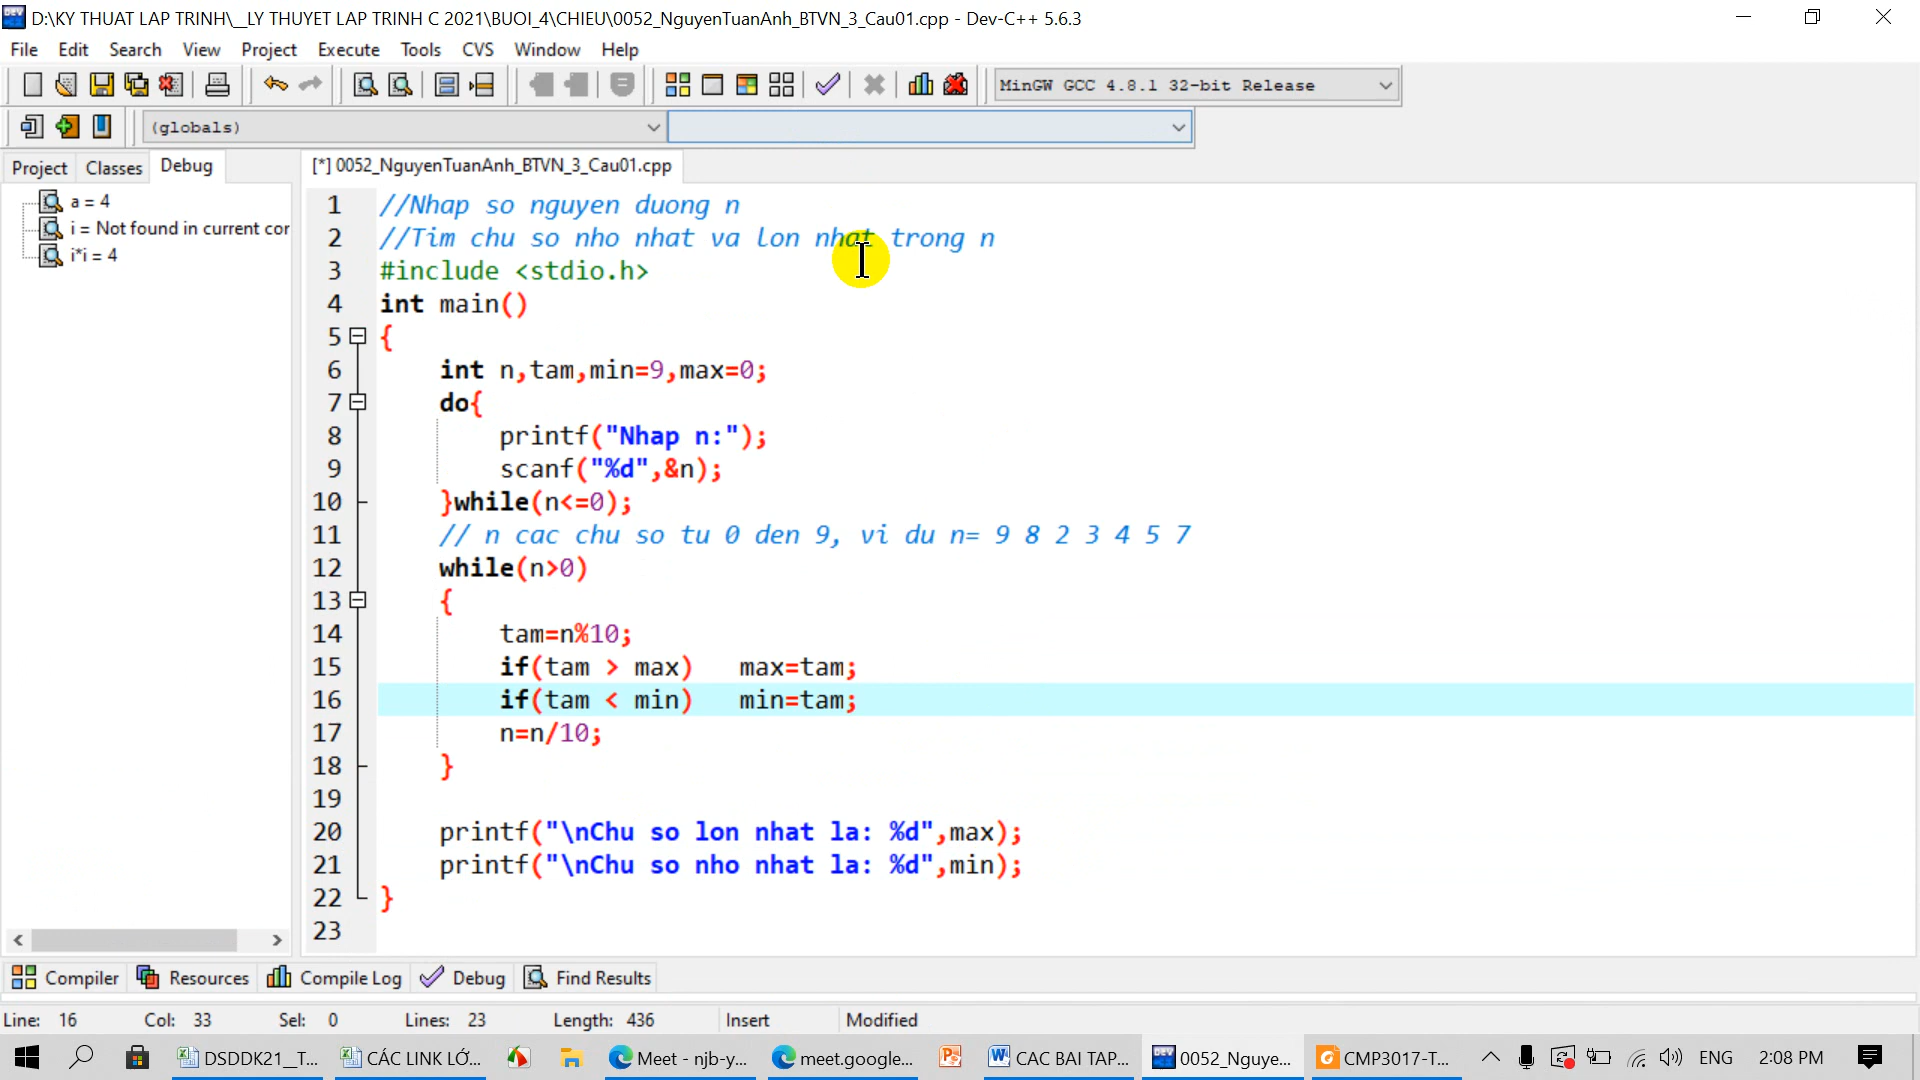 D:\KY THUAT LAP TRINH\__LY THUYET LAP TRINH C 2021\BUOI_4\CHIEU\0052_NguyenTuanAnh_BTVN_3_Cau01.cpp - Dev-C++ 5.6.3
File Edit Search View Project Execute Tools CVS Window Help
MinGW GCC 4.8.1 32-bit Release
(globals)
Project Classes Debug
[*] 0052_NguyenTuanAnh_BTVN_3_Cau01.cpp
a = 4
i = Not found in current cor
i*i = 4
1 //Nhap so nguyen duong n
2 //Tim chu so nho nhat va lon nhat trong n
3 #include <stdio.h>
4 int main()
5 {
6 int n,tam,min=9,max=0;
7 do{
8 printf("Nhap n:");
9 scanf("%d",&n);
10 }while(n<=0);
11 // n cac chu so tu 0 den 9, vi du n= 9 8 2 3 4 5 7
12 while(n>0)
13 {
14 tam=n%10;
15 if(tam > max) max=tam;
16 if(tam < min) min=tam;
17 n=n/10;
18 }
19
20 printf("\nChu so lon nhat la: %d",max);
21 printf("\nChu so nho nhat la: %d",min);
22 }
23
Compiler Resources Compile Log Debug Find Results
Line: 16 Col: 33 Sel: 0 Lines: 23 Length: 436 Insert Modified
DSDDK21__T... CÁC LINK LỚ... Meet - njb-y... meet.google... CAC BAI TAP... 0052_Nguye... CMP3017-T... ENG 2:08 PM